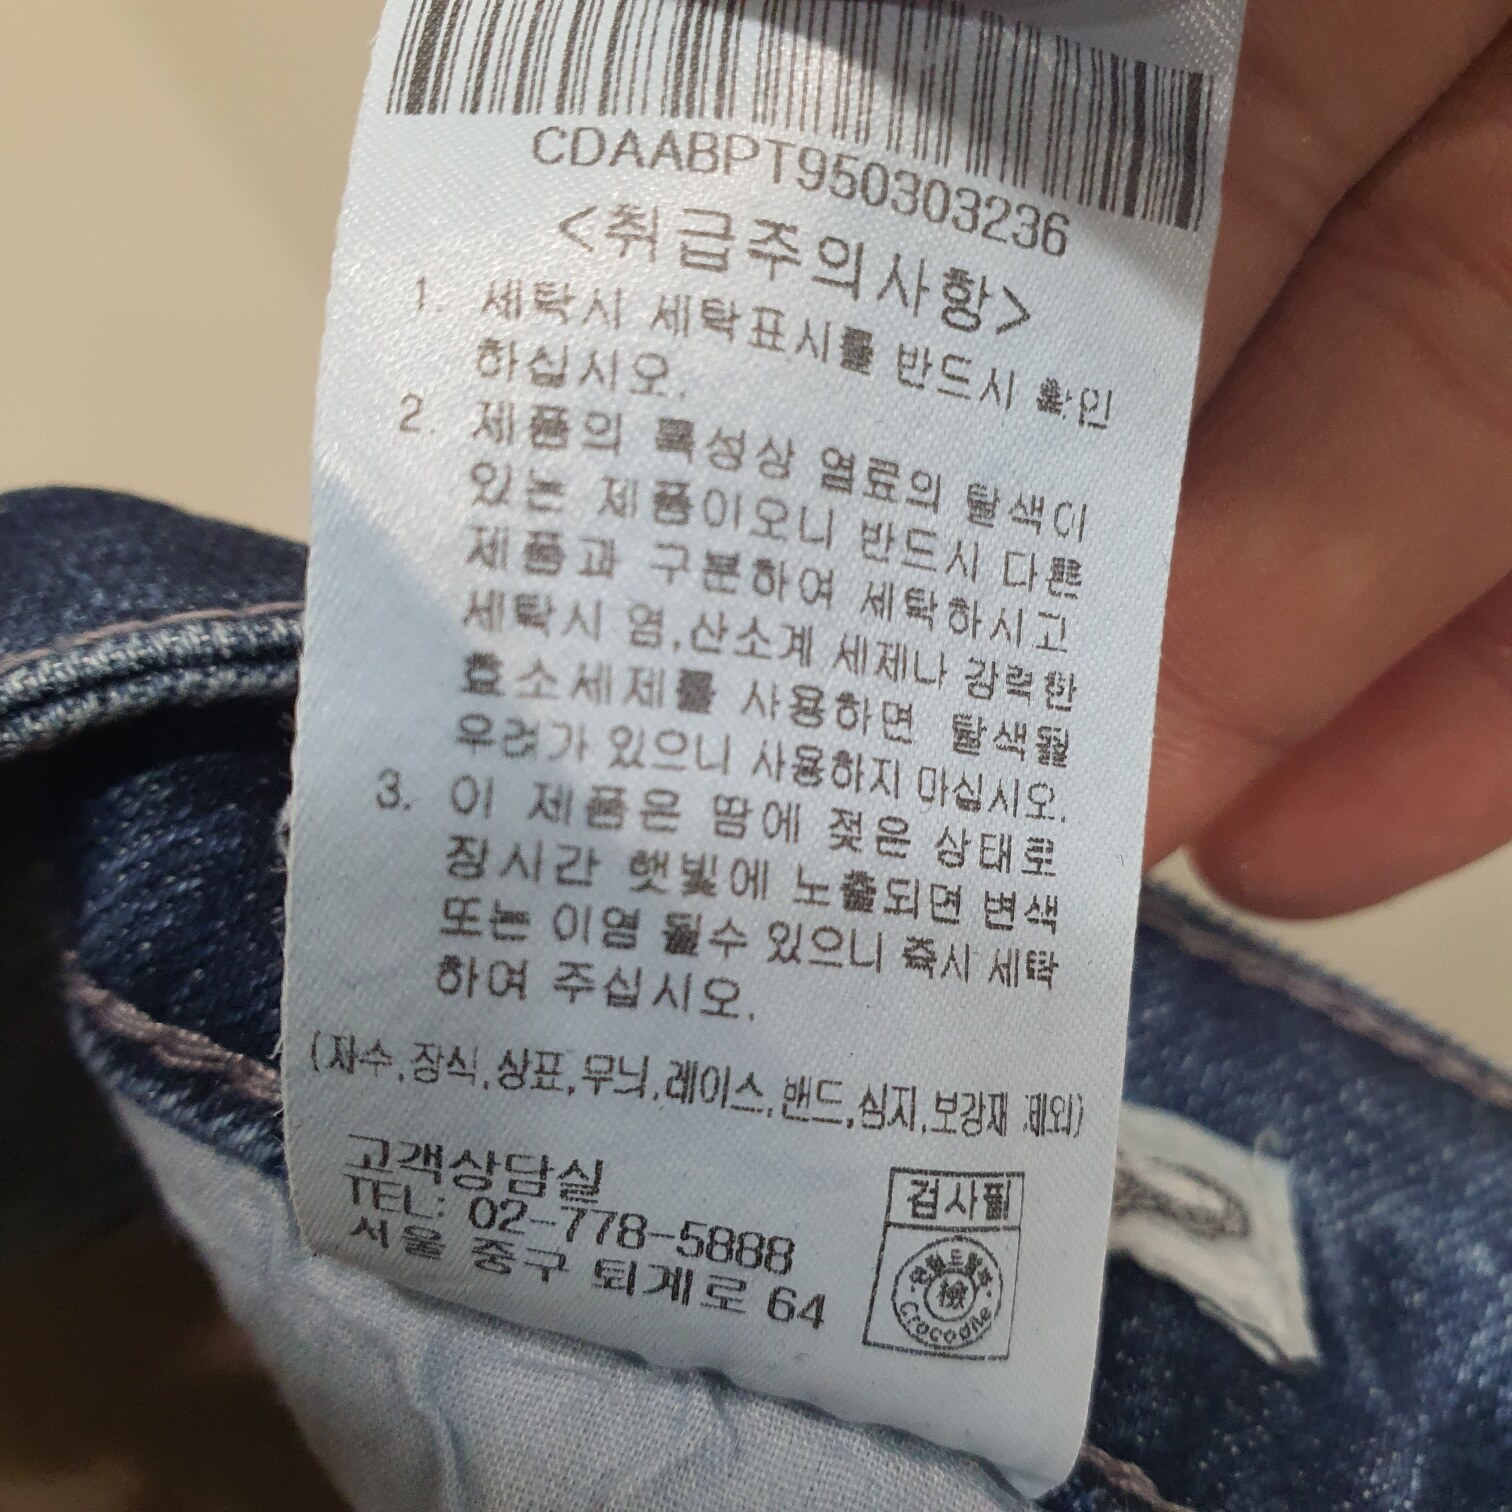 CDAABPT950303236
<취급주의사항>
1. 세탁시 세탁표시를 반드시 확인
하십시오.
2. 제품의 특성상 염료의 탈색이
있는 제품이오니 반드시 다른
제품과 구분하여 세탁하시고
세탁시 염,산소계 세제나 강력한
효소세제를 사용하면 탈색될
우려가 있으니 사용하지 마십시오.
3. 이 제품은 땀에 젖은 상태로
장시간 햇빛에 노출되면 변색
또는 이염 될수 있으니 즉시 세탁
하여 주십시오.
(자수,장식,상표,무늬,레이스,밴드,심지,보강재 제외)
고객상담실
TEL: 02-778-5888
서울 중구 퇴계로 64
검사필
檢
Crocodile